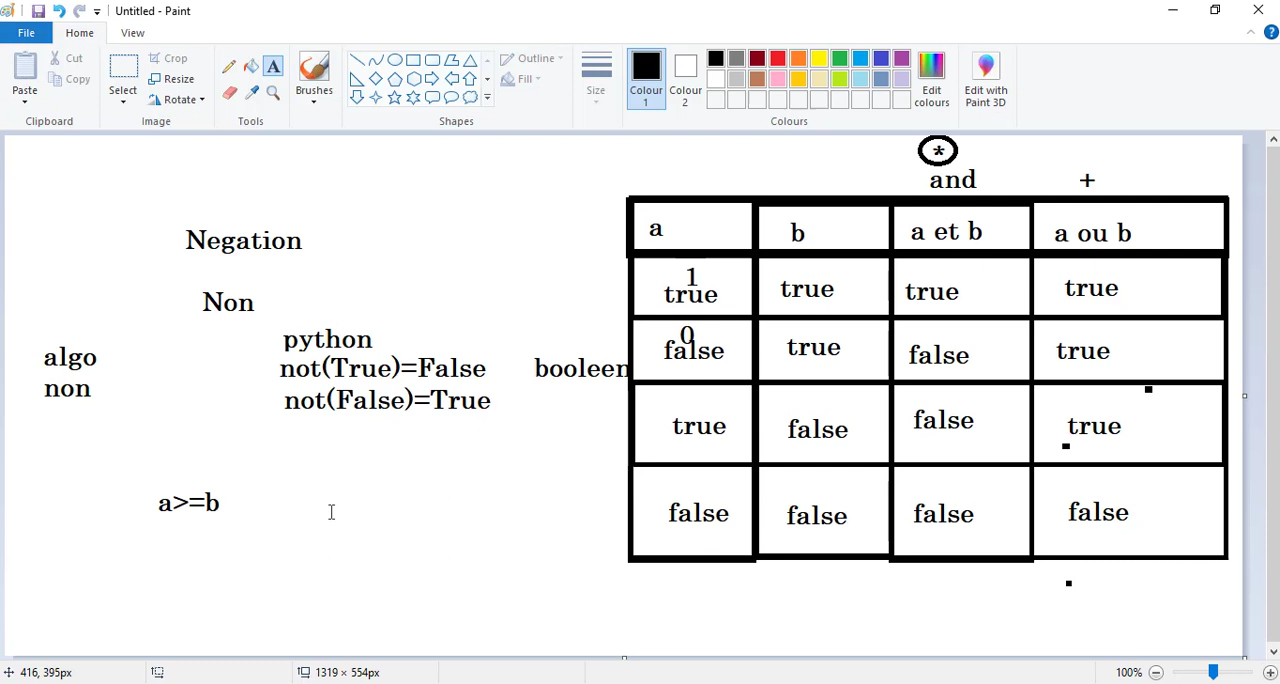 Untitled - Paint
File Home View
Paste
Cut
Copy
Clipboard
Select
Crop
Resize
Rotate
Image
A
Tools
Brushes
Shapes
Outline
Fill
Size
Colour 1
Colour 2
Edit colours
Edit with Paint 3D
Colours
*
and +
a b a et b a ou b
1
true true true true
0
false true false true
true false false true
false false false false
Negation
Non
python
algo
not(True)=False booleen
non
not(False)=True
a>=b
416, 395px
1319 × 554px
100%